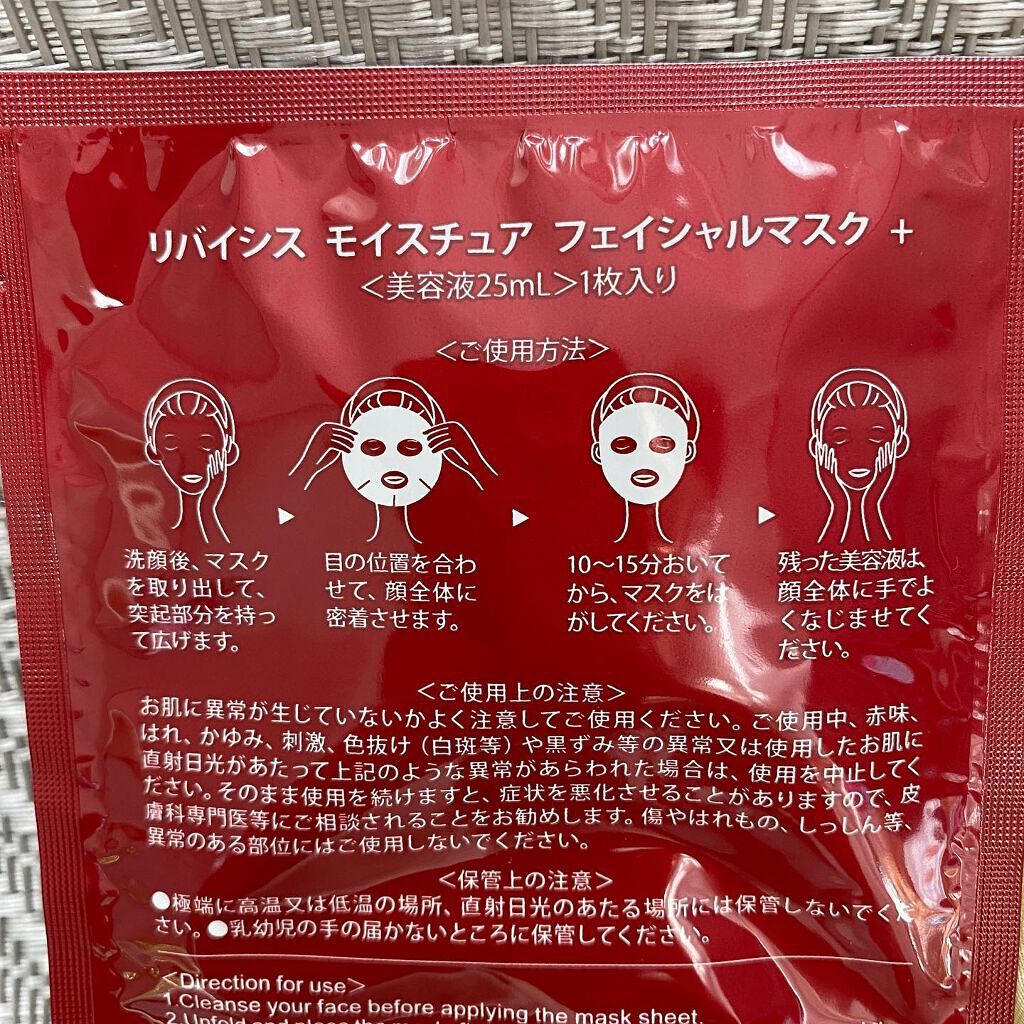 リバイシス モイスチュア フェイシャルマスク +
＜美容液25mL＞1枚入り
＜ご使用方法＞
洗顔後、マスク
を取り出して、
突起部分を持っ
て広げます。
目の位置を合わ
せて、顔全体に
密着させます。
10〜15分おいて
から、マスクをは
がしてください。
残った美容液は、
顔全体に手でよ
くなじませてく
ださい。
＜ご使用上の注意＞
お肌に異常が生じていないかよく注意してご使用ください。ご使用中、赤味、
はれ、かゆみ、刺激、色抜け（白斑等）や黒ずみ等の異常又は使用したお肌に
直射日光があたって上記のような異常があらわれた場合は、使用を中止してく
ださい。そのまま使用を続けますと、症状を悪化させることがありますので、皮
膚科専門医等にご相談されることをお勧めします。傷やはれもの、しっしん等、
異常のある部位にはご使用しないでください。
＜保管上の注意＞
●極端に高温又は低温の場所、直射日光のあたる場所には保管しないでくだ
さい。●乳幼児の手の届かないところに保管してください。
＜Direction for use＞
1.Cleanse your face before applying the mask sheet.
2.Unfold and place the